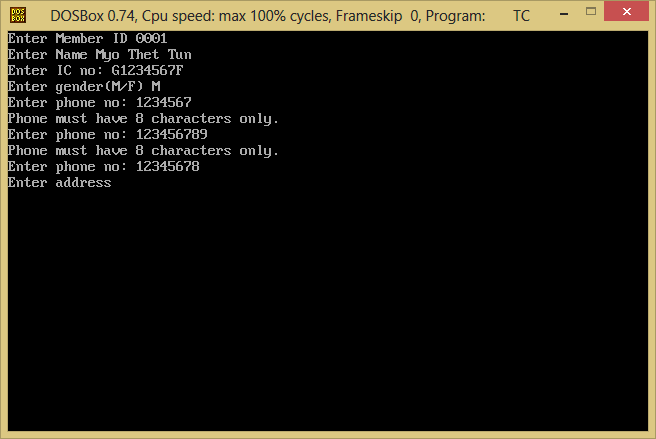 DOS
BOX
DOSBox 0.74, Cpu speed: max 100% cycles, Frameskip 0, Program: TC
Enter Member ID 0001
Enter Name Myo Thet Tun
Enter IC no: G1234567F
Enter gender(M/F) M
Enter phone no: 1234567
Phone must have 8 characters only.
Enter phone no: 123456789
Phone must have 8 characters only.
Enter phone no: 12345678
Enter address